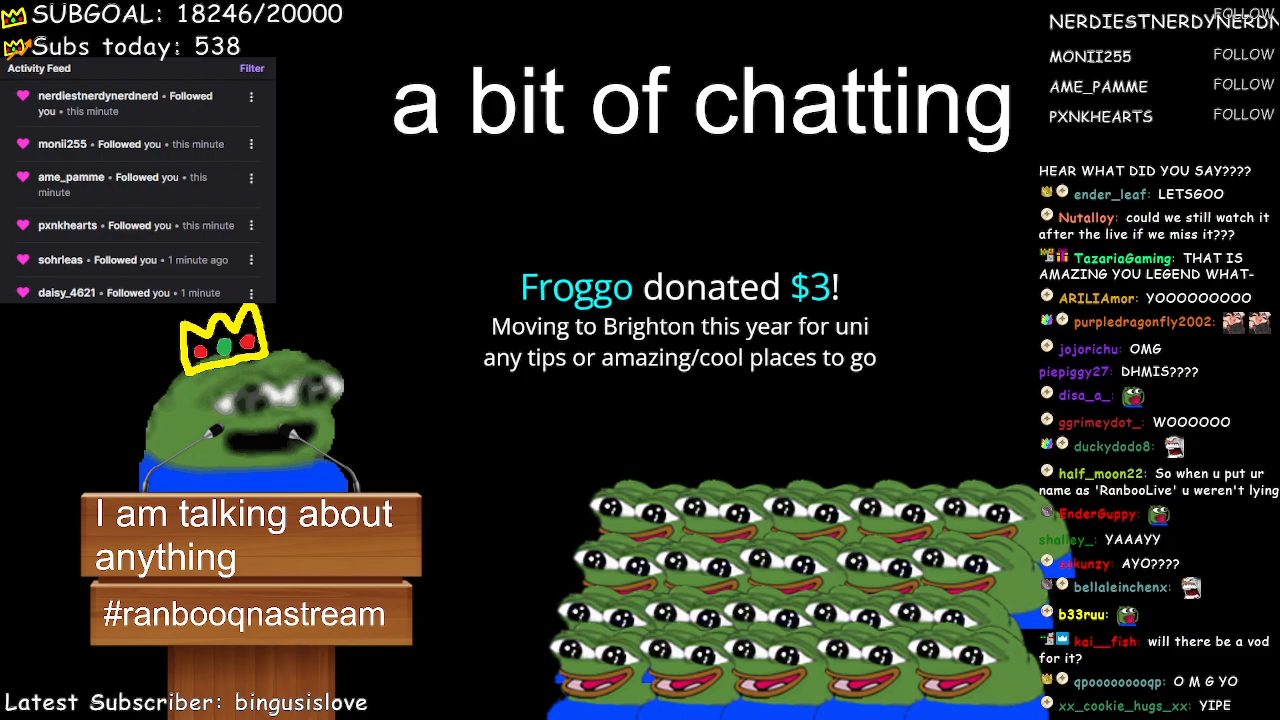 SUBGOAL: 18246/20000
Subs today: 538
Activity Feed
Filter
nerdiestnerdynerdnerd • Followed
you • this minute
monii255 • Followed you • this minute
ame_pamme • Followed you • this
minute
pxnkhearts • Followed you • this minute
sohrleas • Followed you • 1 minute ago
daisy_4621 • Followed you • 1 minute
a bit of chatting
Froggo donated $3!
Moving to Brighton this year for uni
any tips or amazing/cool places to go
I am talking about
anything
#ranbooqnastream
Latest Subscriber: bingusislove
NERDIESTNERDYNERDN
FOLLOW
MONII255 FOLLOW
AME_PAMME FOLLOW
PXNKHEARTS FOLLOW
HEAR WHAT DID YOU SAY????
ender_leaf: LETSGOO
Nutalloy: could we still watch it
after the live if we miss it???
TazariaGaming: THAT IS
AMAZING YOU LEGEND WHAT-
ARILIAmor: YOOOOOOOOO
purpledragonfly2002:
jojorichu: OMG
piepiggy27: DHMIS????
disa_a_:
ggrimeydot_: WOOOOOO
duckydodo8:
half_moon22: So when u put ur
name as 'RanbooLive' u weren't lying
EnderGuppy:
shalley_: YAAAYY
AYO????
bellaleinchenx:
b33ruu:
kai__fish: will there be a vod
for it?
qpooooooooqp: O M G YO
xx_cookie_hugs_xx: YIPE